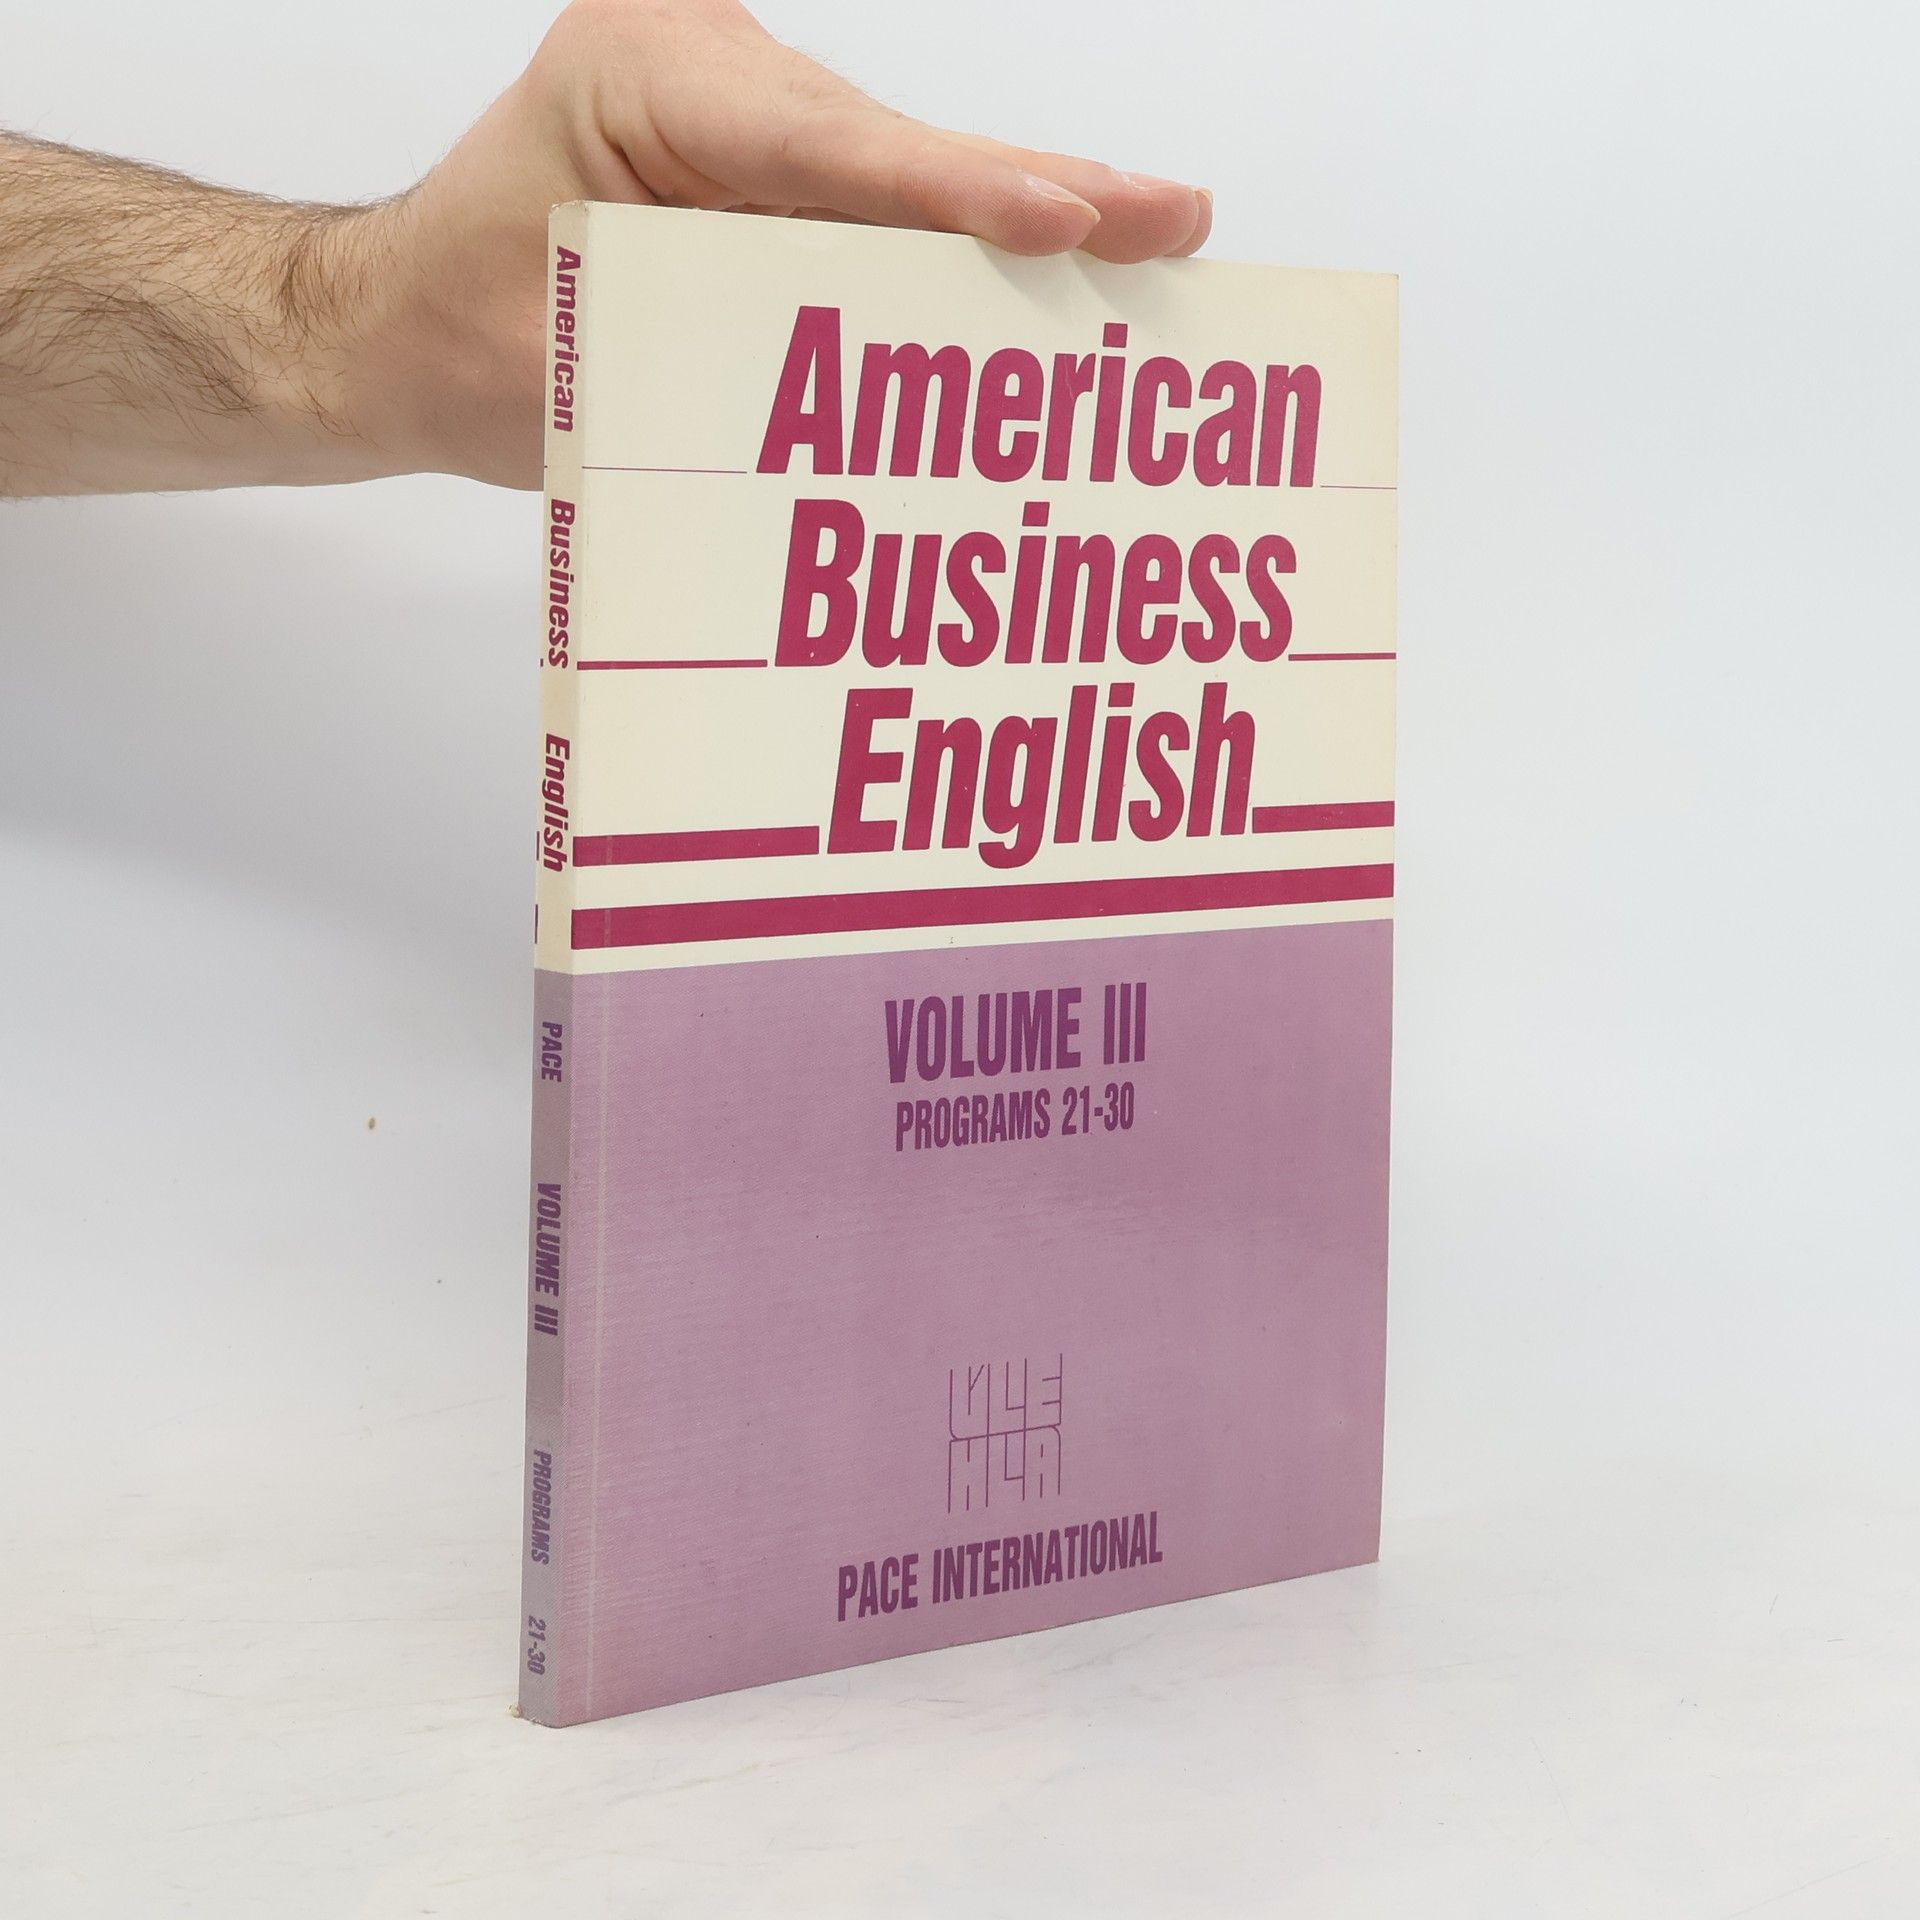 American
Business
English
VOLUME III
PROGRAMS 21-30
PACE INTERNATIONAL
American Business English PACE VOLUME III PROGRAMS 21-30